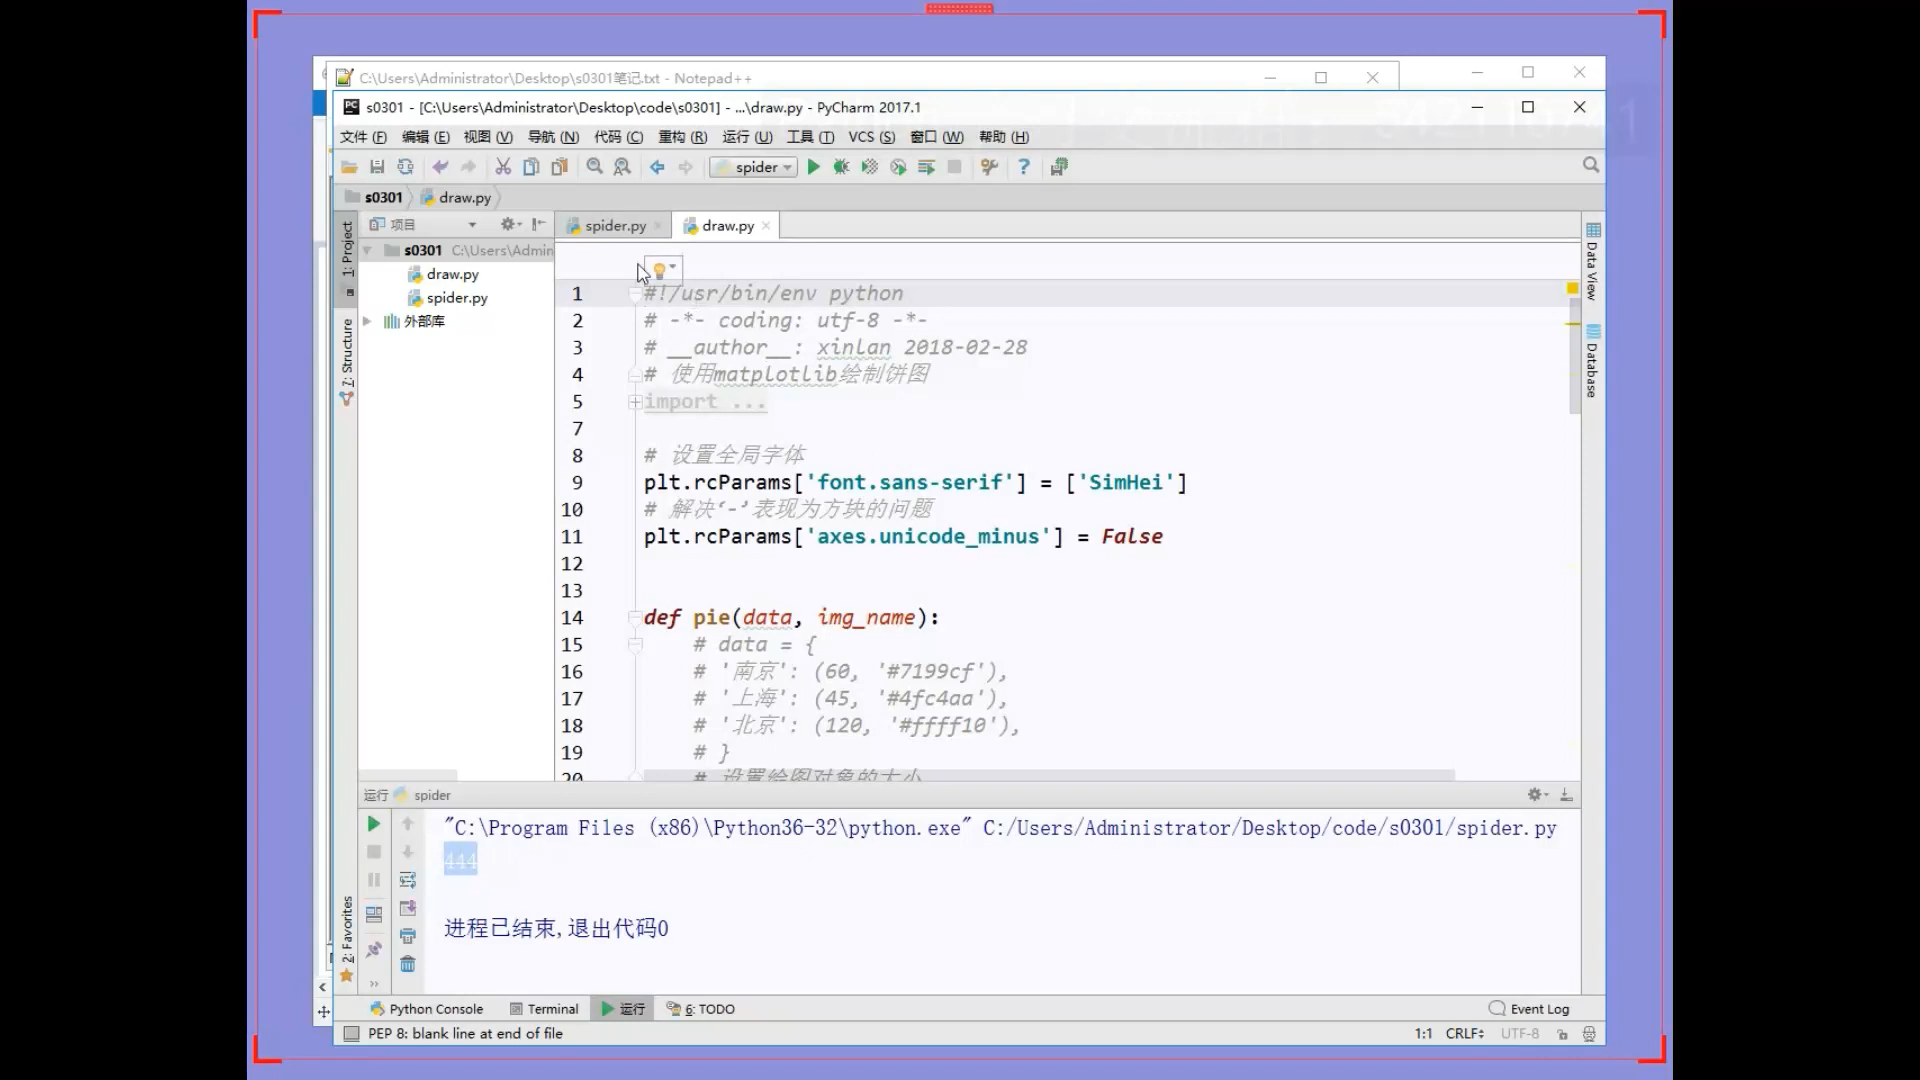 C:\Users\Administrator\Desktop\s0301笔记.txt - Notepad++
s0301 - [C:\Users\Administrator\Desktop\code\s0301] - ...\draw.py - PyCharm 2017.1
文件 (F) 编辑 (E) 视图 (V) 导航 (N) 代码 (C) 重构 (R) 运行 (U) 工具 (T) VCS (S) 窗口 (W) 帮助 (H)
spider
s0301 draw.py
项目
spider.py draw.py
1: Project
7: Structure
2: Favorites
s0301 C:\Users\Admin
draw.py
spider.py
外部库
1 #!/usr/bin/env python
2 # -*- coding: utf-8 -*-
3 # __author__: xinlan 2018-02-28
4 # 使用matplotlib绘制饼图
5 import ...
7
8 # 设置全局字体
9 plt.rcParams['font.sans-serif'] = ['SimHei']
10 # 解决‘-’表现为方块的问题
11 plt.rcParams['axes.unicode_minus'] = False
12
13
14 def pie(data, img_name):
15 # data = {
16 # '南京': (60, '#7199cf'),
17 # '上海': (45, '#4fc4aa'),
18 # '北京': (120, '#ffff10'),
19 # }
20 # 设置绘图对象的大小
Data View
Database
运行 spider
"C:\Program Files (x86)\Python36-32\python.exe" C:/Users/Administrator/Desktop/code/s0301/spider.py
444
进程已结束,退出代码0
Python Console Terminal 运行 6: TODO Event Log
PEP 8: blank line at end of file 1:1 CRLF UTF-8